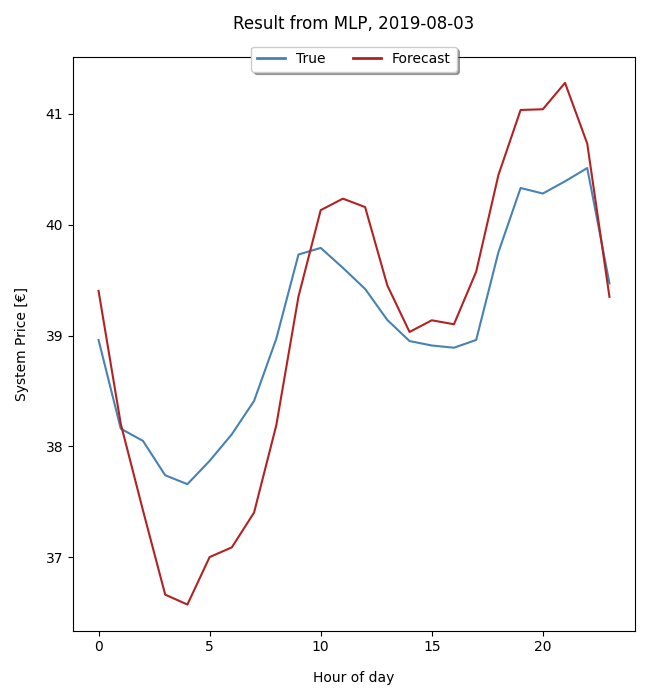 Result from MLP, 2019-08-03
True Forecast
41
40
39
38
37
System Price [€]
0 5 10 15 20
Hour of day